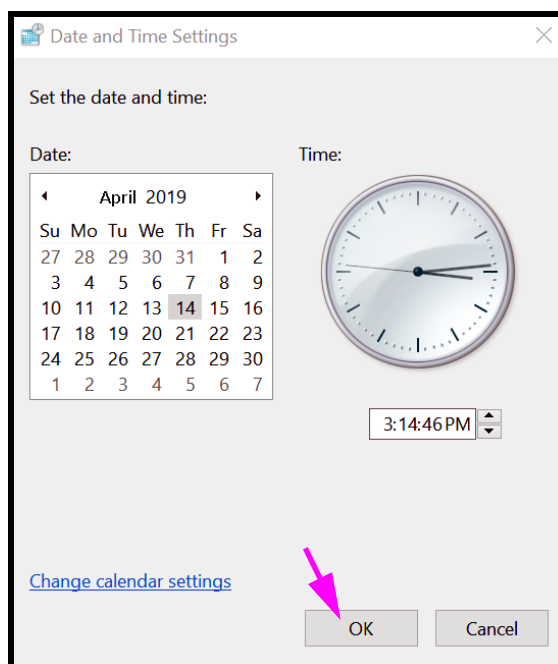 Date and Time Settings
Set the date and time:
Date:
Time:
April 2019
Su Mo Tu We Th Fr Sa
27 28 29 30 31 1 2
3 4 5 6 7 8 9
10 11 12 13 14 15 16
17 18 19 20 21 22 23
24 25 26 27 28 29 30
1 2 3 4 5 6 7
3:14:46 PM
Change calendar settings
OK
Cancel